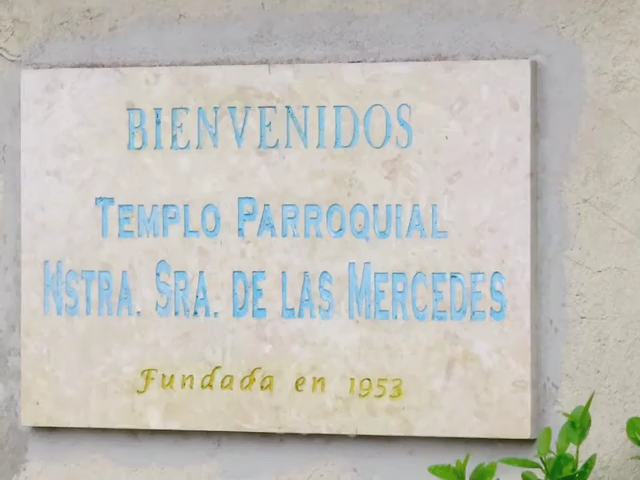 BIENVENIDOS
TEMPLO PARROQUIAL
NSTRA. SRA. DE LAS MERCEDES
Fundada en 1953